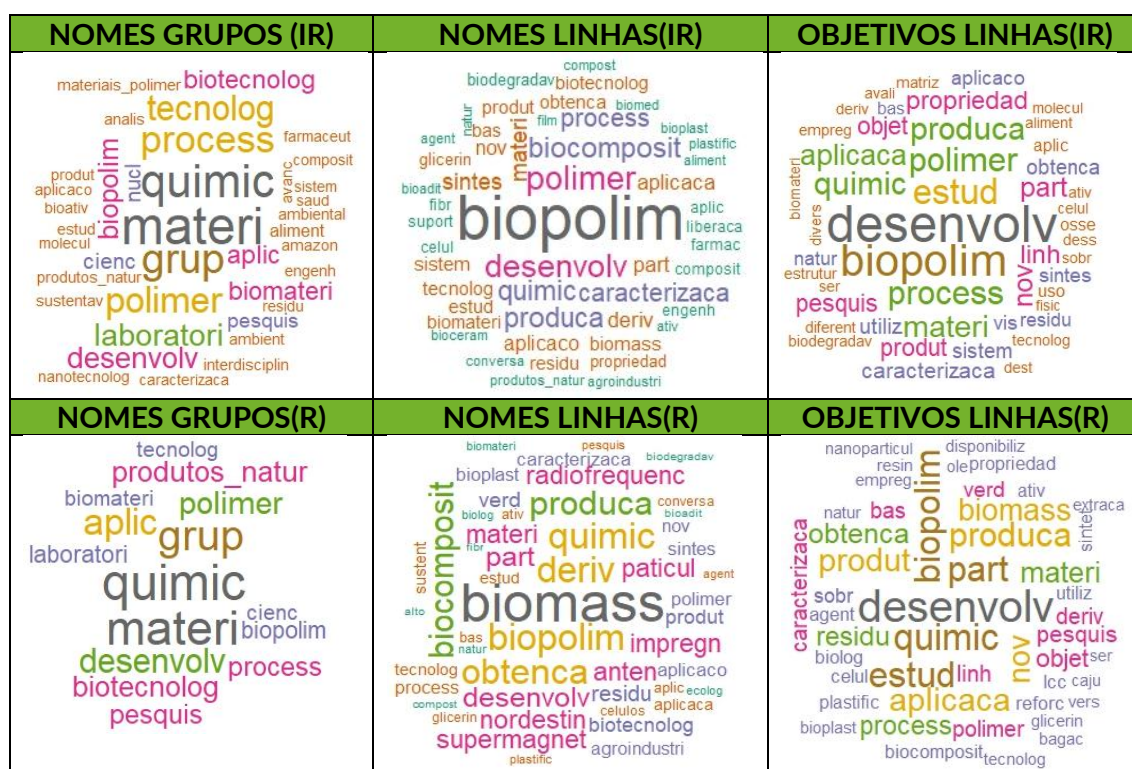 NOMES GRUPOS (IR)
NOMES LINHAS(IR)
OBJETIVOS LINHAS(IR)
materiais_polimer biotecnolog
analis tecnolog
process farmaceut
biopolim nucl avanc composit
produt quimic sistem
aplicaco saud
bioativ materi ambiental
estud aliment
molecul grup aplic amazon
cienc engenh
produtos_natur biomateri
sustentav polimer residu
pesquis
laboratori ambient
desenvolv interdisciplin
nanotecnolog caracterizaca
compost
biodegradav biotecnolog
natur produt obtenca biomed
agent bas film process bioplast
nov materi biocomposit plastific
glicerin aliment
bioadit sintes polimer aplicaca
fibr
suport biopolim aplic
liberaca
celul farmac
sistem desenvolv part composit
tecnolog quimic caracterizaca
estud engenh
biomateri produca deriv ativ
bioceram aplicaco biomass
conversa residu propriedad
produtos_natur agroindustri
matriz aplicaco
avali
deriv bas propriedad molecul
empreg objet produca aliment
aplicaca polimer aplic
obtenca
biomateri quimic estud part ativ
divers desenvolv celul
osse
dess
natur biopolim nov linh sobr
estrutur sintes
ser process uso
pesquis fisic
diferent utiliz materi vis residu
biodegradav produt sistem tecnolog
caracterizaca dest
NOMES GRUPOS(R)
NOMES LINHAS(R)
OBJETIVOS LINHAS(R)
tecnolog
produtos_natur
biomateri polimer
aplic grup
laboratori
quimic
materi cienc
biopolim
desenvolv process
biotecnolog
pesquis
biomateri pesquis
caracterizaca biodegradav
bioplast radiofrequenc
biocomposit verd produca conversa
biolog ativ bioadit
materi quimic nov
fibr part sintes
sustent estud deriv paticul agent
alto biomass polimer
produt
bas biopolim impregn
natur
tecnolog obtenca anten aplicaco
process desenvolv residu aplic ecolog
compost celulos aplicaca
glicerin nordestin biotecnolog
supermagnet agroindustri
plastific
nanoparticul biopolim disponibiliz
resin ole propriedad
empreg verd ativ
natur bas biomass extraca
caracterizaca obtenca produca sintes
produt part materi
sobr desenvolv utiliz
agent deriv
residu quimic nov pesquis
biolog objet ser
celul estud linh lcc caju
plastific aplicaca reforc vers
bioplast process polimer glicerin
bagac
biocomposit tecnolog